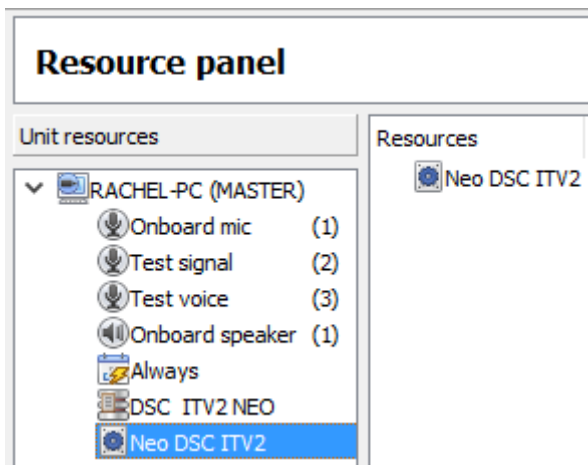 Resource panel
Unit resources
Resources
RACHEL-PC (MASTER)
Neo DSC ITV2
Onboard mic (1)
Test signal (2)
Test voice (3)
Onboard speaker (1)
Always
DSC ITV2 NEO
Neo DSC ITV2